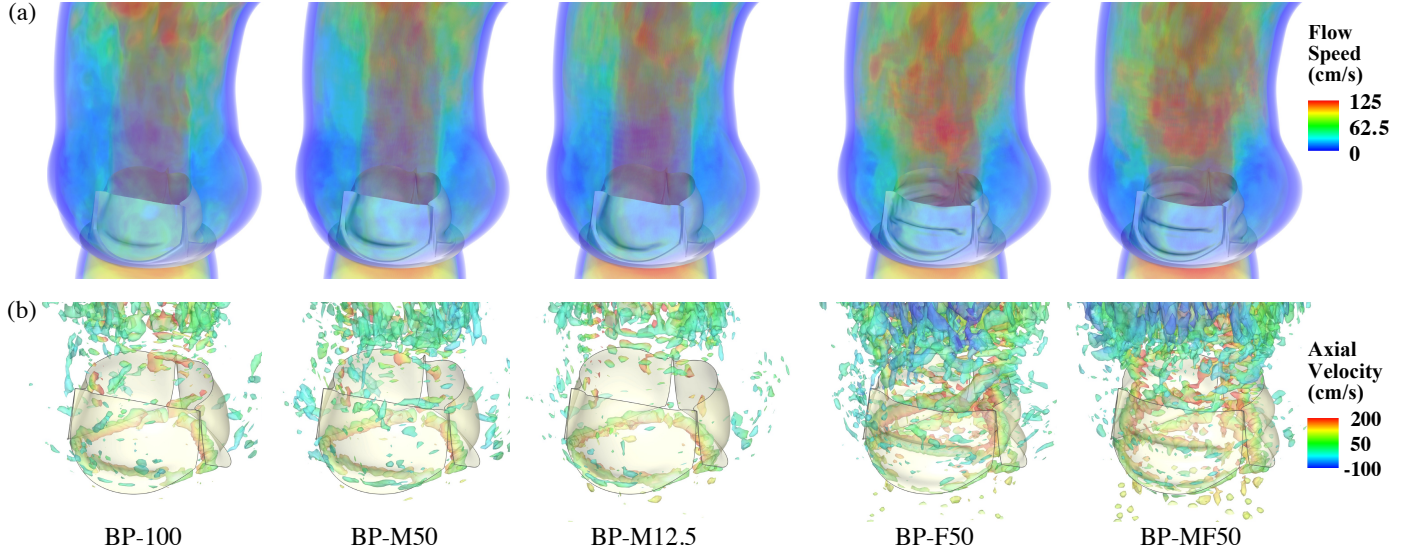 (a)
Flow
Speed
(cm/s)
125
62.5
0
(b)
Axial
Velocity
(cm/s)
200
50
-100
BP-100 BP-M50 BP-M12.5 BP-F50 BP-MF50